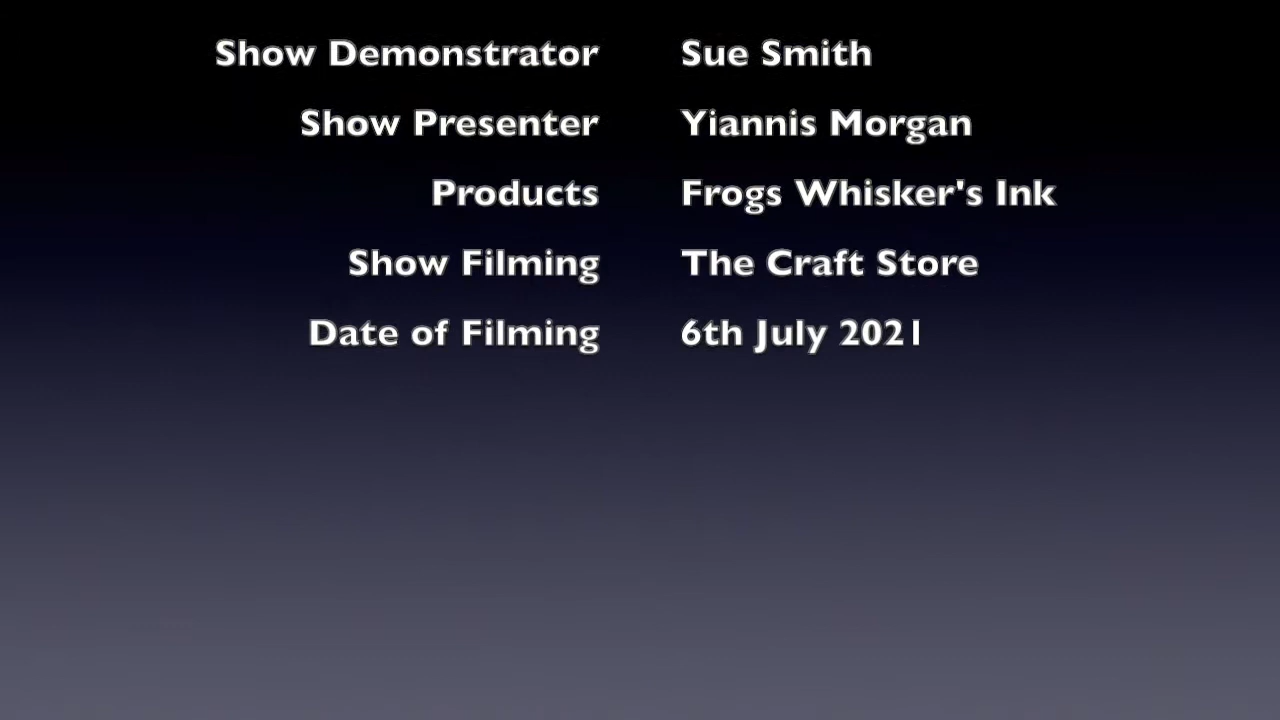 Show Demonstrator Sue Smith
Show Presenter Yiannis Morgan
Products Frogs Whisker's Ink
Show Filming The Craft Store
Date of Filming 6th July 2021